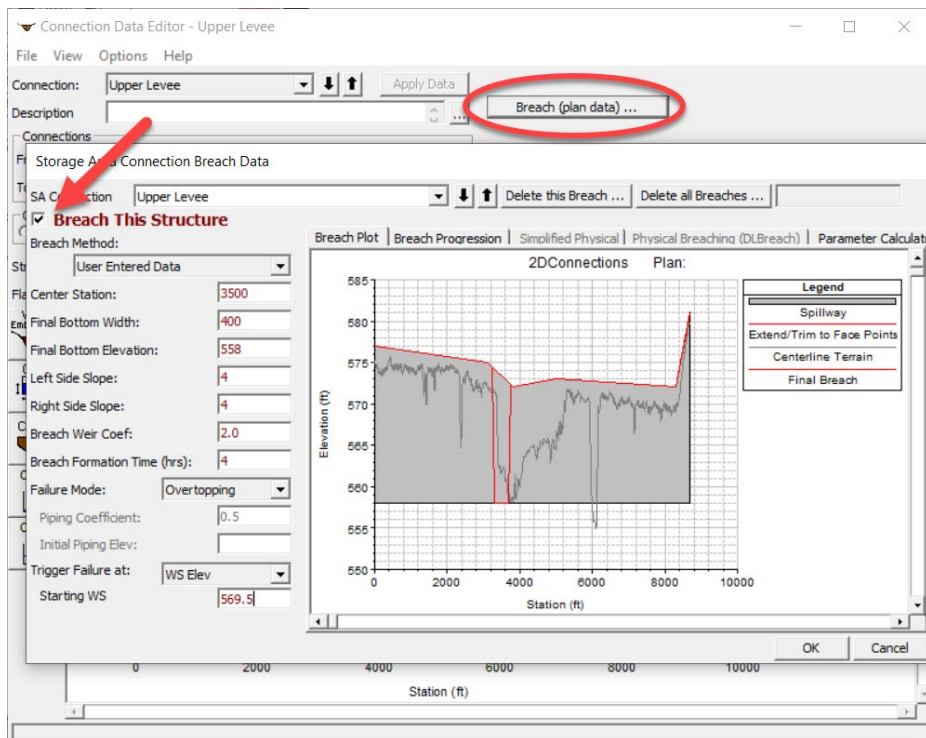 Connection Data Editor - Upper Levee
File View Options Help
Connection: Upper Levee Apply Data
Breach (plan data) ...
Description ...
Connections
Storage Connection Breach Data
SA Connection Upper Levee Delete this Breach ... Delete all Breaches ...
Breach This Structure
Breach Method:
User Entered Data
Center Station: 3500
Final Bottom Width: 400
Final Bottom Elevation: 558
Left Side Slope: 4
Right Side Slope: 4
Breach Weir Coef: 2.0
Breach Formation Time (hrs): 4
Failure Mode: Overtopping
Piping Coefficient: 0.5
Initial Piping Elev:
Trigger Failure at: WS Elev
Starting WS 569.5
Breach Plot Breach Progression Simplified Physical Physical Breaching (DLBreach) Parameter Calculat
2DConnections Plan:
Elevation (ft)
585
580
575
570
565
560
555
550
0 2000 4000 6000 8000 10000
Station (ft)
Legend
Spillway
Extend/Trim to Face Points
Centerline Terrain
Final Breach
OK Cancel
0 2000 4000 6000 8000 10000
Station (ft)